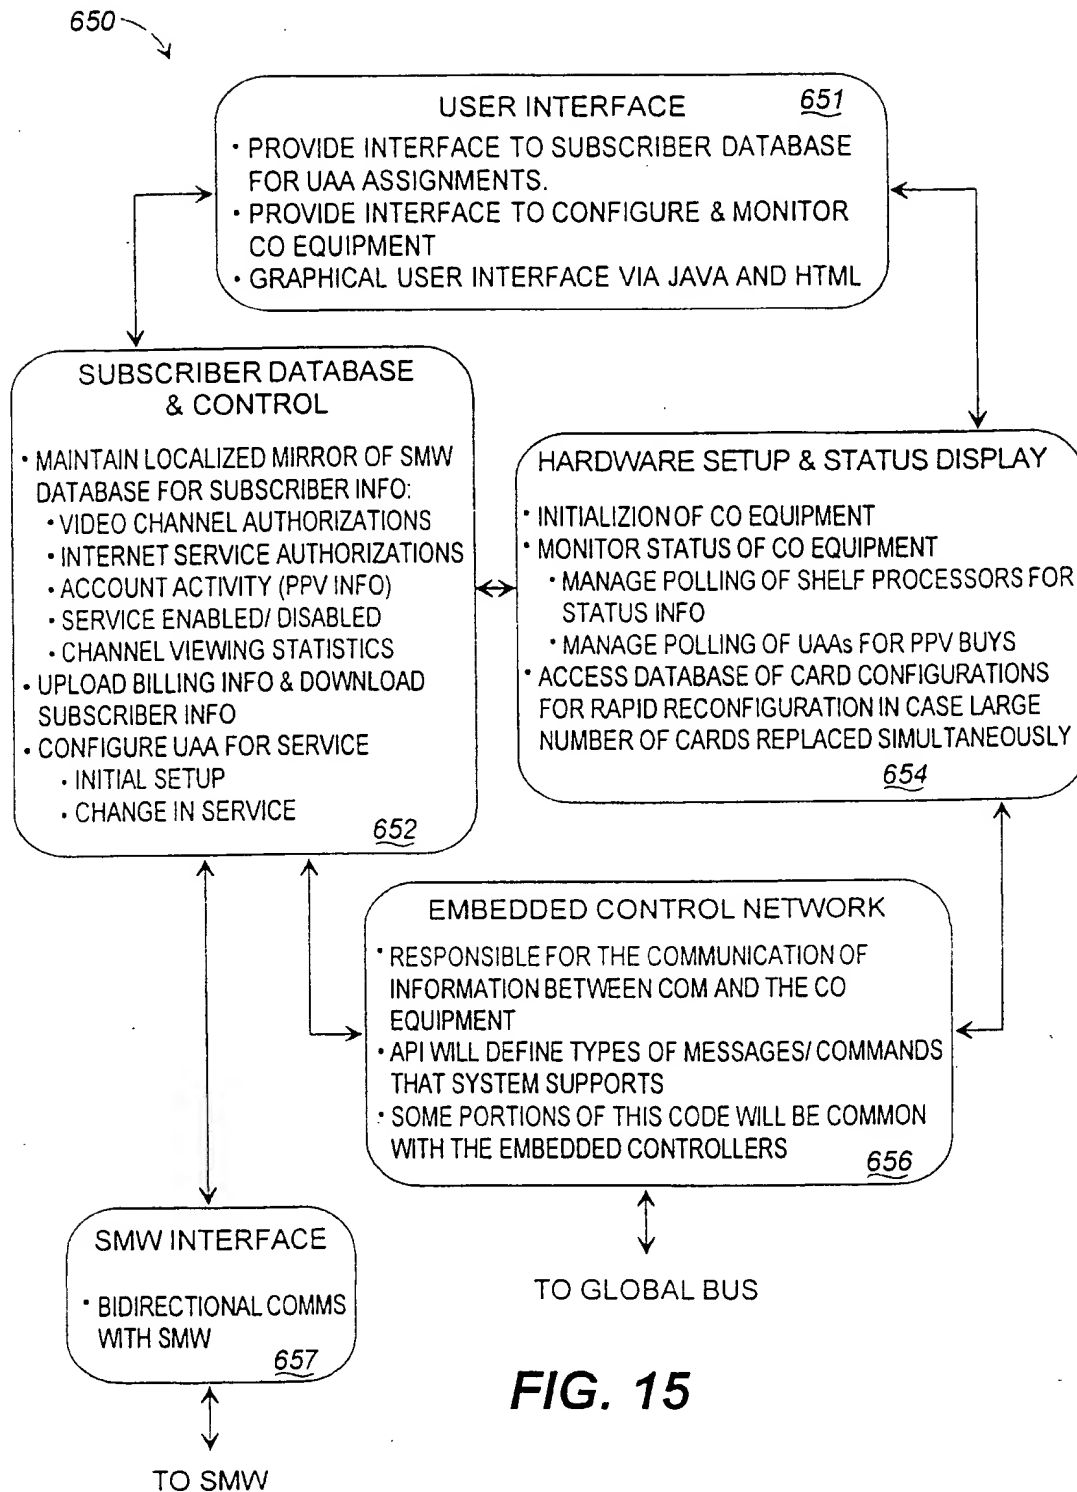 650
USER INTERFACE 651
• PROVIDE INTERFACE TO SUBSCRIBER DATABASE
FOR UAA ASSIGNMENTS.
• PROVIDE INTERFACE TO CONFIGURE & MONITOR
CO EQUIPMENT
• GRAPHICAL USER INTERFACE VIA JAVA AND HTML
SUBSCRIBER DATABASE
& CONTROL
• MAINTAIN LOCALIZED MIRROR OF SMW
DATABASE FOR SUBSCRIBER INFO:
• VIDEO CHANNEL AUTHORIZATIONS
• INTERNET SERVICE AUTHORIZATIONS
• ACCOUNT ACTIVITY (PPV INFO)
• SERVICE ENABLED/ DISABLED
• CHANNEL VIEWING STATISTICS
• UPLOAD BILLING INFO & DOWNLOAD
SUBSCRIBER INFO
• CONFIGURE UAA FOR SERVICE
• INITIAL SETUP
• CHANGE IN SERVICE
652
HARDWARE SETUP & STATUS DISPLAY
• INITIALIZION OF CO EQUIPMENT
• MONITOR STATUS OF CO EQUIPMENT
• MANAGE POLLING OF SHELF PROCESSORS FOR
STATUS INFO
• MANAGE POLLING OF UAAs FOR PPV BUYS
• ACCESS DATABASE OF CARD CONFIGURATIONS
FOR RAPID RECONFIGURATION IN CASE LARGE
NUMBER OF CARDS REPLACED SIMULTANEOUSLY
654
EMBEDDED CONTROL NETWORK
• RESPONSIBLE FOR THE COMMUNICATION OF
INFORMATION BETWEEN COM AND THE CO
EQUIPMENT
• API WILL DEFINE TYPES OF MESSAGES/ COMMANDS
THAT SYSTEM SUPPORTS
• SOME PORTIONS OF THIS CODE WILL BE COMMON
WITH THE EMBEDDED CONTROLLERS
656
SMW INTERFACE
• BIDIRECTIONAL COMMS
WITH SMW
657
TO GLOBAL BUS
TO SMW
FIG. 15